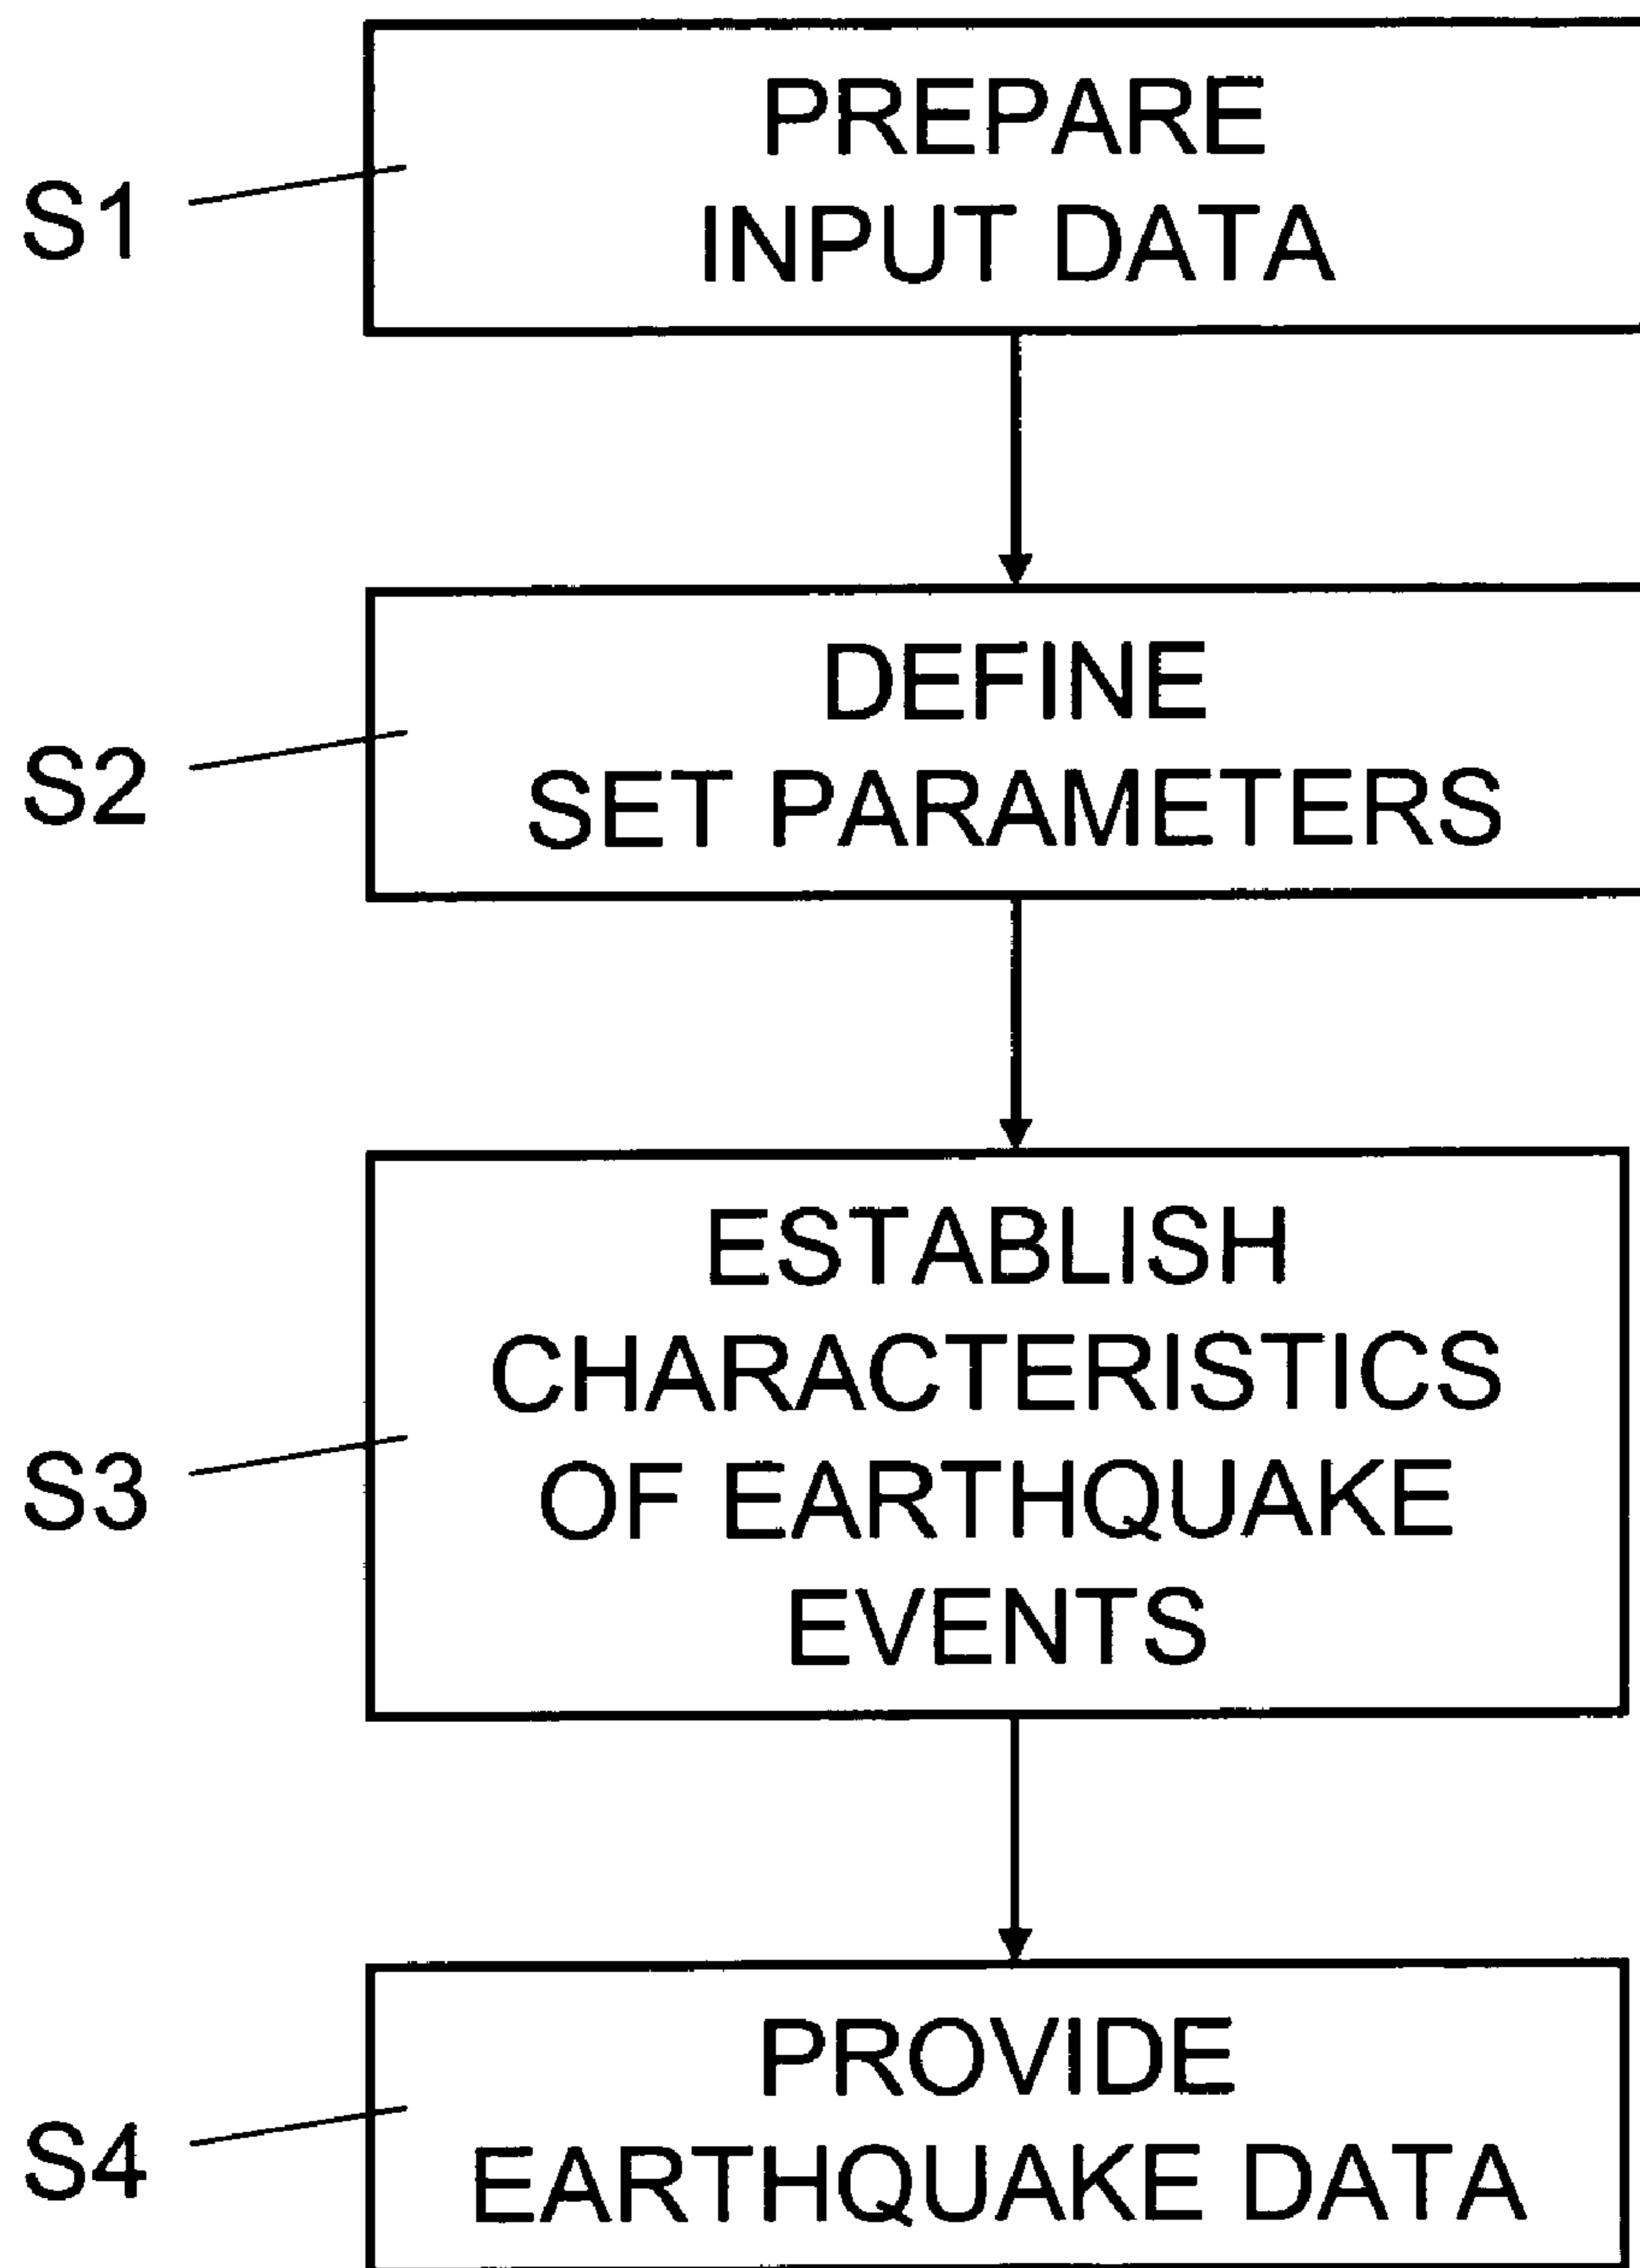 S1
PREPARE
INPUT DATA
S2
DEFINE
SET PARAMETERS
S3
ESTABLISH
CHARACTERISTICS
OF EARTHQUAKE
EVENTS
S4
PROVIDE
EARTHQUAKE DATA